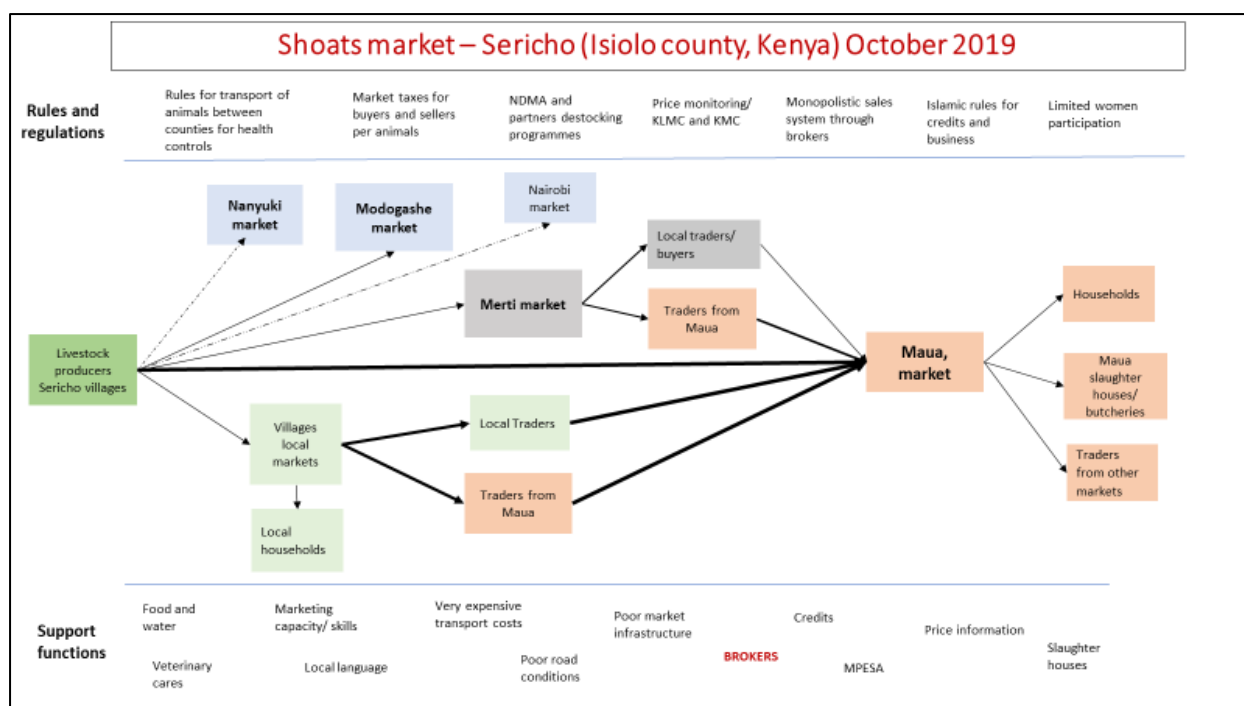 Shoats market – Sericho (Isiolo county, Kenya) October 2019
Rules and
regulations
Rules for transport of
animals between
counties for health
controls
Market taxes for
buyers and sellers
per animals
NDMA and
partners destocking
programmes
Price monitoring/
KLMC and KMC
Monopolistic sales
system through
brokers
Islamic rules for
credits and
business
Limited women
participation
Nanyuki
market
Modogashe
market
Nairobi
market
Local traders/
buyers
Merti market
Traders from
Maua
Households
Livestock
producers
Sericho villages
Maua,
market
Maua
slaughter
houses/
butcheries
Villages
local
markets
Local Traders
Traders from
Maua
Traders
from other
markets
Local
households
Support
functions
Food and
water
Marketing
capacity/ skills
Very expensive
transport costs
Poor market
infrastructure
Credits
Price information
Slaughter
houses
Veterinary
cares
Local language
Poor road
conditions
BROKERS
MPESA